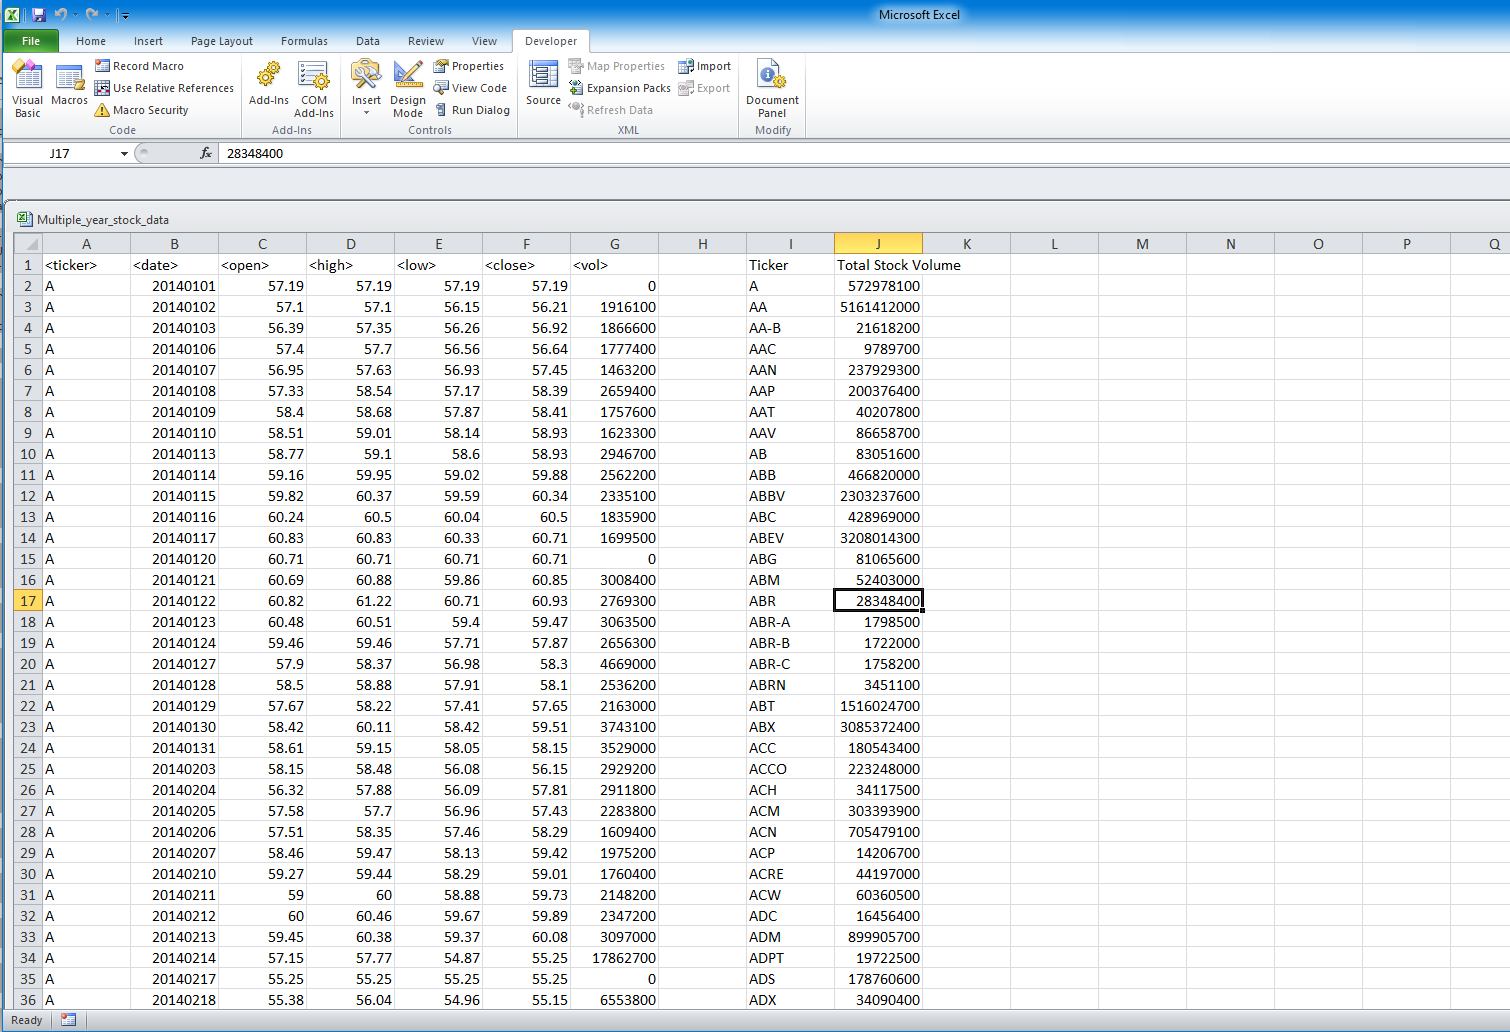 Microsoft Excel
File Home Insert Page Layout Formulas Data Review View Developer
Visual Basic Macros Record Macro Use Relative References Macro Security Code
Add-Ins COM Add-Ins Add-Ins
Insert Design Mode Properties View Code Run Dialog Controls
Source Map Properties Expansion Packs Refresh Data Import Export XML
Document Panel Modify
J17 fx 28348400
Multiple_year_stock_data
A B C D E F G H I J K L M N O P Q
1 <ticker> <date> <open> <high> <low> <close> <vol> Ticker Total Stock Volume
2 A 20140101 57.19 57.19 57.19 57.19 0 A 572978100
3 A 20140102 57.1 57.1 56.15 56.21 1916100 AA 5161412000
4 A 20140103 56.39 57.35 56.26 56.92 1866600 AA-B 21618200
5 A 20140106 57.4 57.7 56.56 56.64 1777400 AAC 9789700
6 A 20140107 56.95 57.63 56.93 57.45 1463200 AAN 237929300
7 A 20140108 57.33 58.54 57.17 58.39 2659400 AAP 200376400
8 A 20140109 58.4 58.68 57.87 58.41 1757600 AAT 40207800
9 A 20140110 58.51 59.01 58.14 58.93 1623300 AAV 86658700
10 A 20140113 58.77 59.1 58.6 58.93 2946700 AB 83051600
11 A 20140114 59.16 59.95 59.02 59.88 2562200 ABB 466820000
12 A 20140115 59.82 60.37 59.59 60.34 2335100 ABBV 2303237600
13 A 20140116 60.24 60.5 60.04 60.5 1835900 ABC 428969000
14 A 20140117 60.83 60.83 60.33 60.71 1699500 ABEV 3208014300
15 A 20140120 60.71 60.71 60.71 60.71 0 ABG 81065600
16 A 20140121 60.69 60.88 59.86 60.85 3008400 ABM 52403000
17 A 20140122 60.82 61.22 60.71 60.93 2769300 ABR 28348400
18 A 20140123 60.48 60.51 59.4 59.47 3063500 ABR-A 1798500
19 A 20140124 59.46 59.46 57.71 57.87 2656300 ABR-B 1722000
20 A 20140127 57.9 58.37 56.98 58.3 4669000 ABR-C 1758200
21 A 20140128 58.5 58.88 57.91 58.1 2536200 ABRN 3451100
22 A 20140129 57.67 58.22 57.41 57.65 2163000 ABT 1516024700
23 A 20140130 58.42 60.11 58.42 59.51 3743100 ABX 3085372400
24 A 20140131 58.61 59.15 58.05 58.15 3529000 ACC 180543400
25 A 20140203 58.15 58.48 56.08 56.15 2929200 ACCO 223248000
26 A 20140204 56.32 57.88 56.09 57.81 2911800 ACH 34117500
27 A 20140205 57.58 57.7 56.96 57.43 2283800 ACM 303393900
28 A 20140206 57.51 58.35 57.46 58.29 1609400 ACN 705479100
29 A 20140207 58.46 59.47 58.13 59.42 1975200 ACP 14206700
30 A 20140210 59.27 59.44 58.29 59.01 1760400 ACRE 44197000
31 A 20140211 59 60 58.88 59.73 2148200 ACW 60360500
32 A 20140212 60 60.46 59.67 59.89 2347200 ADC 16456400
33 A 20140213 59.45 60.38 59.37 60.08 3097000 ADM 899905700
34 A 20140214 57.15 57.77 54.87 55.25 17862700 ADPT 19722500
35 A 20140217 55.25 55.25 55.25 55.25 0 ADS 178760600
36 A 20140218 55.38 56.04 54.96 55.15 6553800 ADX 34090400
Ready